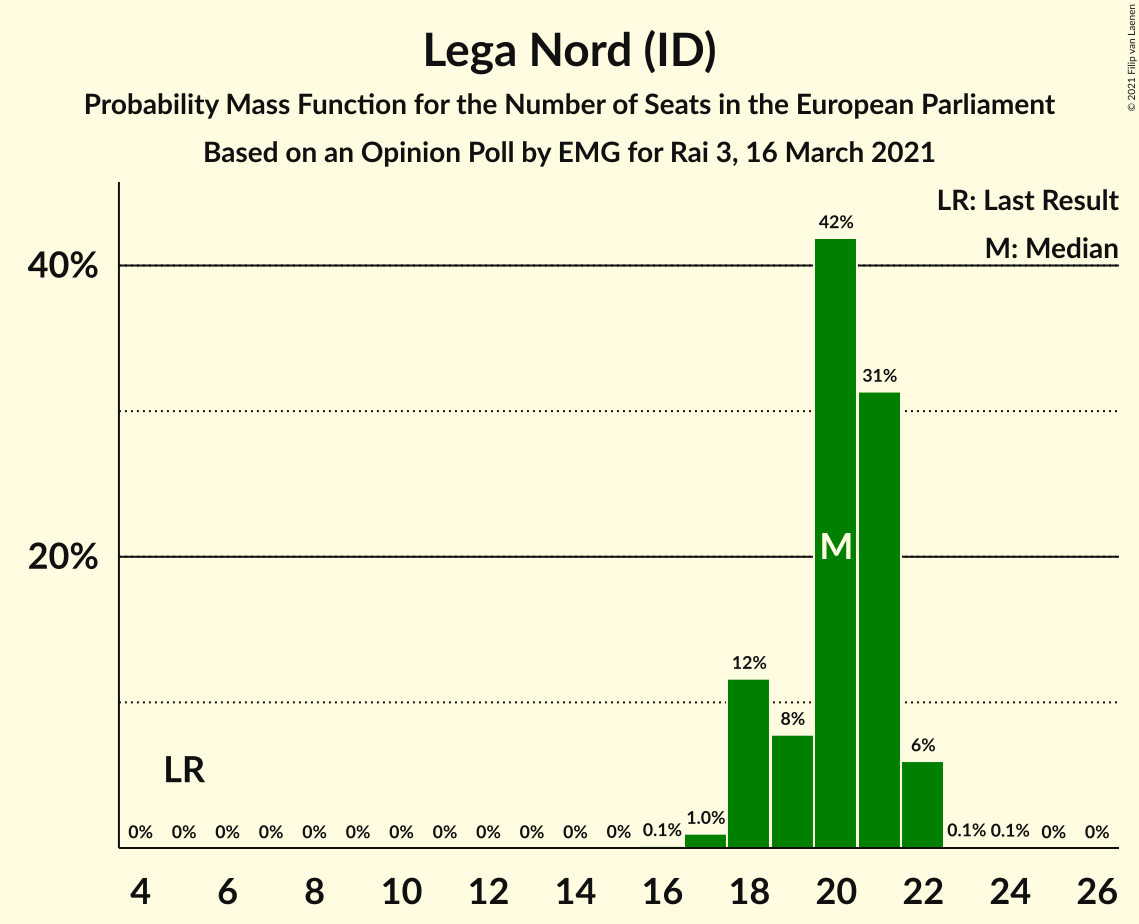 Lega Nord (ID)
Probability Mass Function for the Number of Seats in the European Parliament
Based on an Opinion Poll by EMG for Rai 3, 16 March 2021
© 2021 Filip van Laenen
LR: Last Result
M: Median
40%
20%
42%
31%
M
12%
8%
6%
LR
0% 0% 0% 0% 0% 0% 0% 0% 0% 0% 0% 0% 0.1% 1.0% 0.1% 0.1% 0% 0%
4 6 8 10 12 14 16 18 20 22 24 26